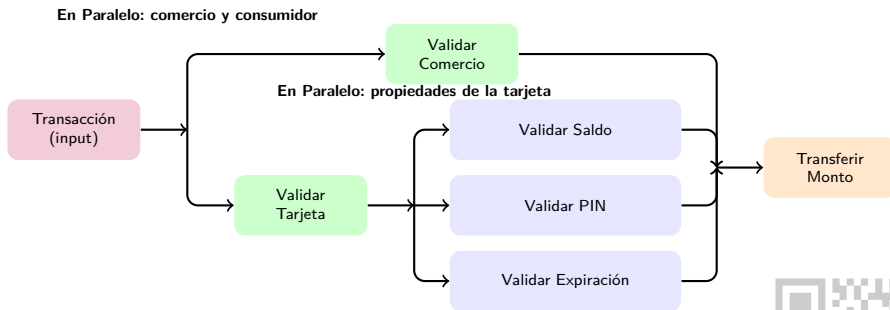 En Paralelo: comercio y consumidor
Validar
Comercio
En Paralelo: propiedades de la tarjeta
Transacción
(input)
Validar Saldo
Transferir
Monto
Validar
Tarjeta
Validar PIN
Validar Expiración